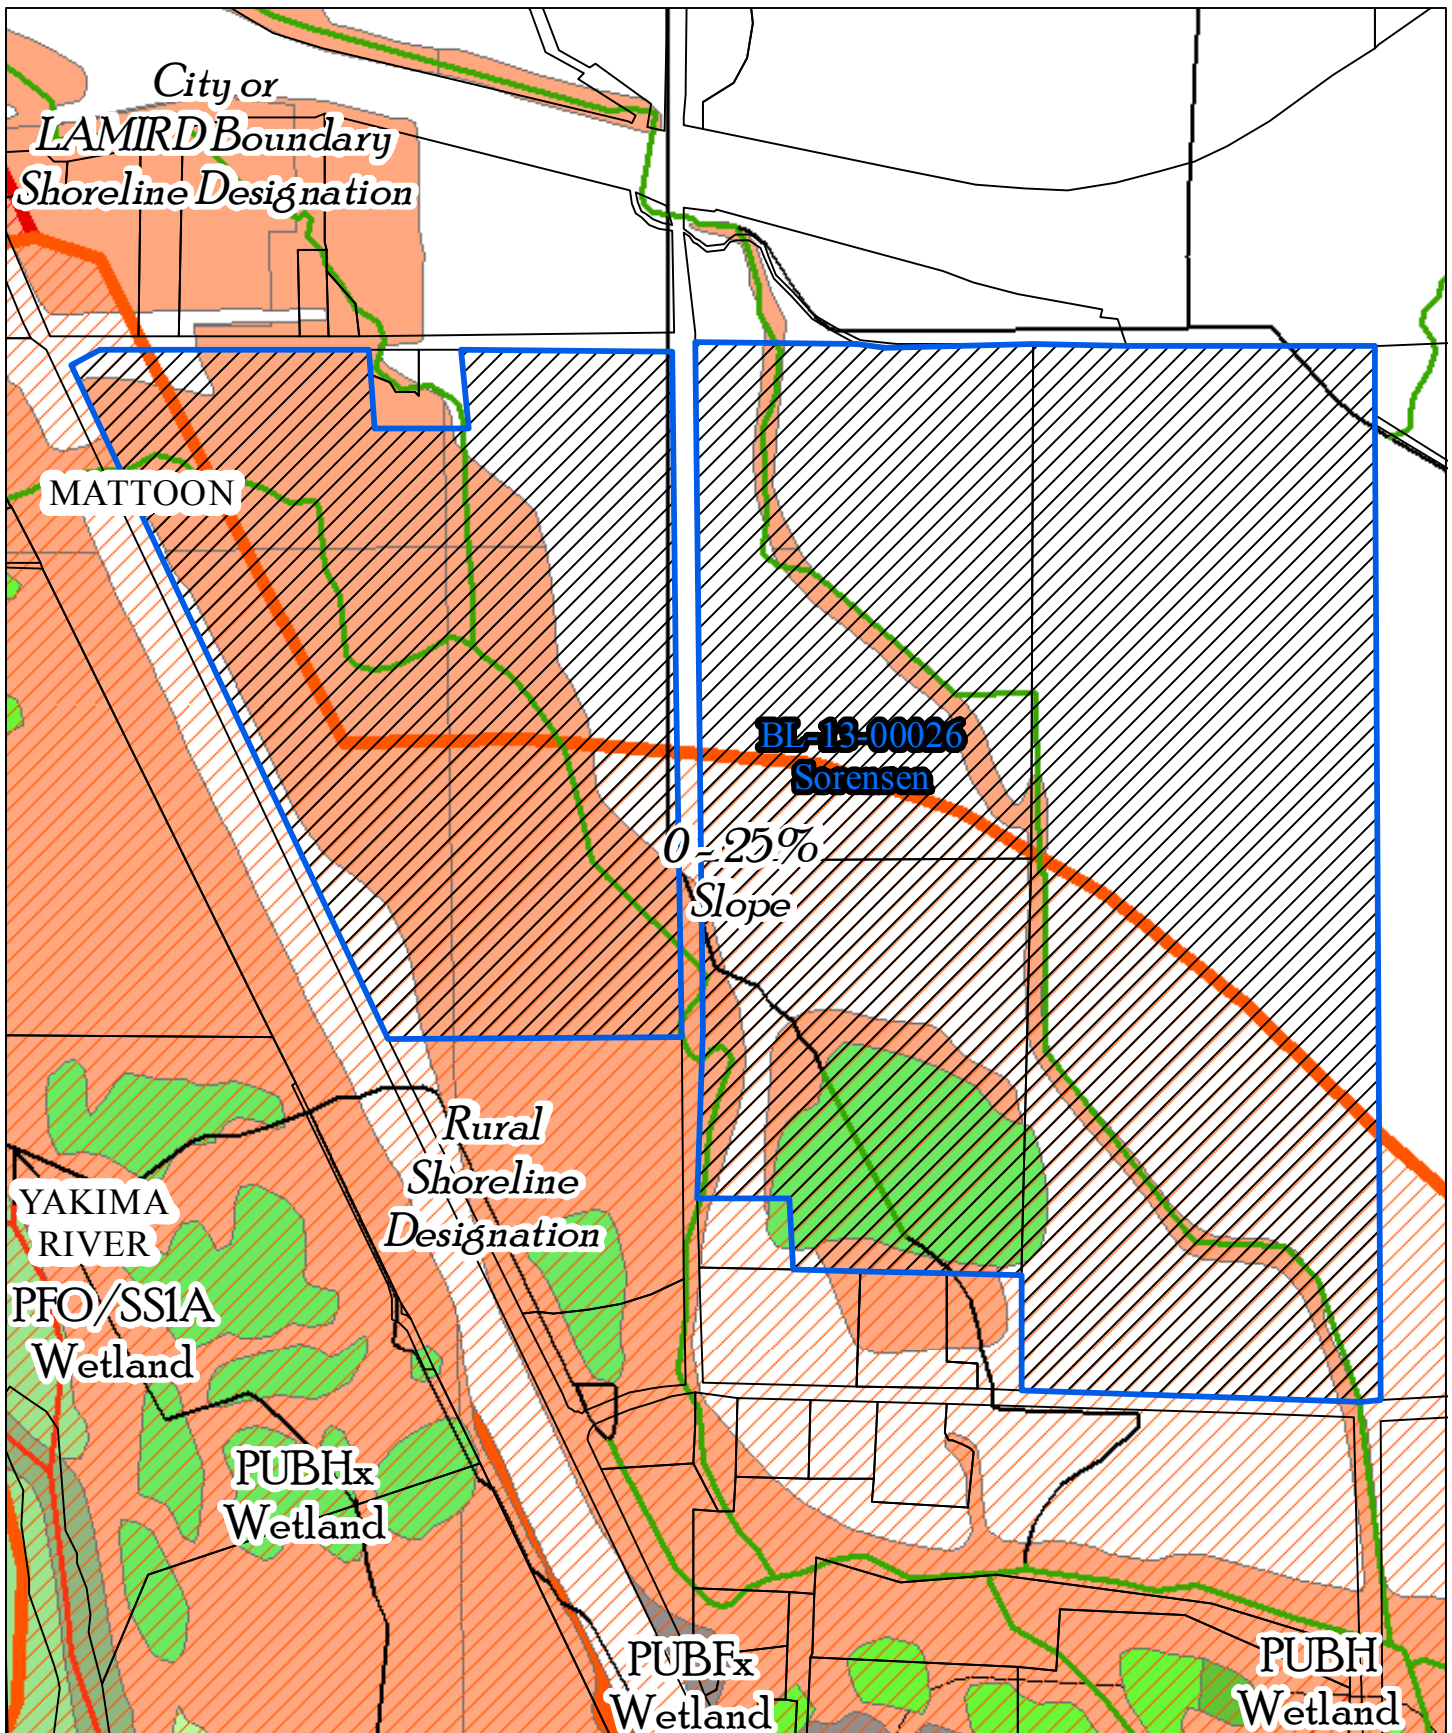 City or
LAMIRD Boundary
Shoreline Designation
MATTOON
BL-13-00026
Sorensen
0 - 25%
Slope
Rural
Shoreline
Designation
YAKIMA
RIVER
PFO/SS1A
Wetland
PUBHx
Wetland
PUBFx
Wetland
PUBH
Wetland